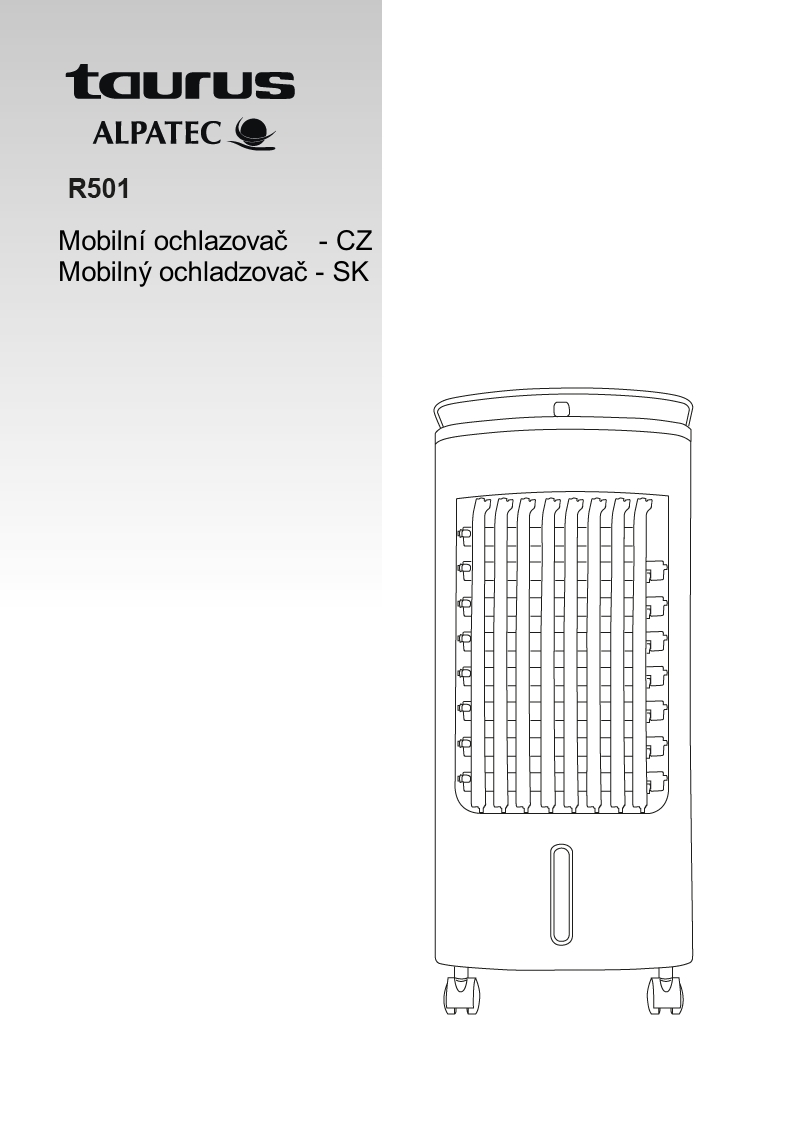 taurus
ALPATEC
R501
Mobilní ochlazovač - CZ
Mobilný ochladzovač - SK